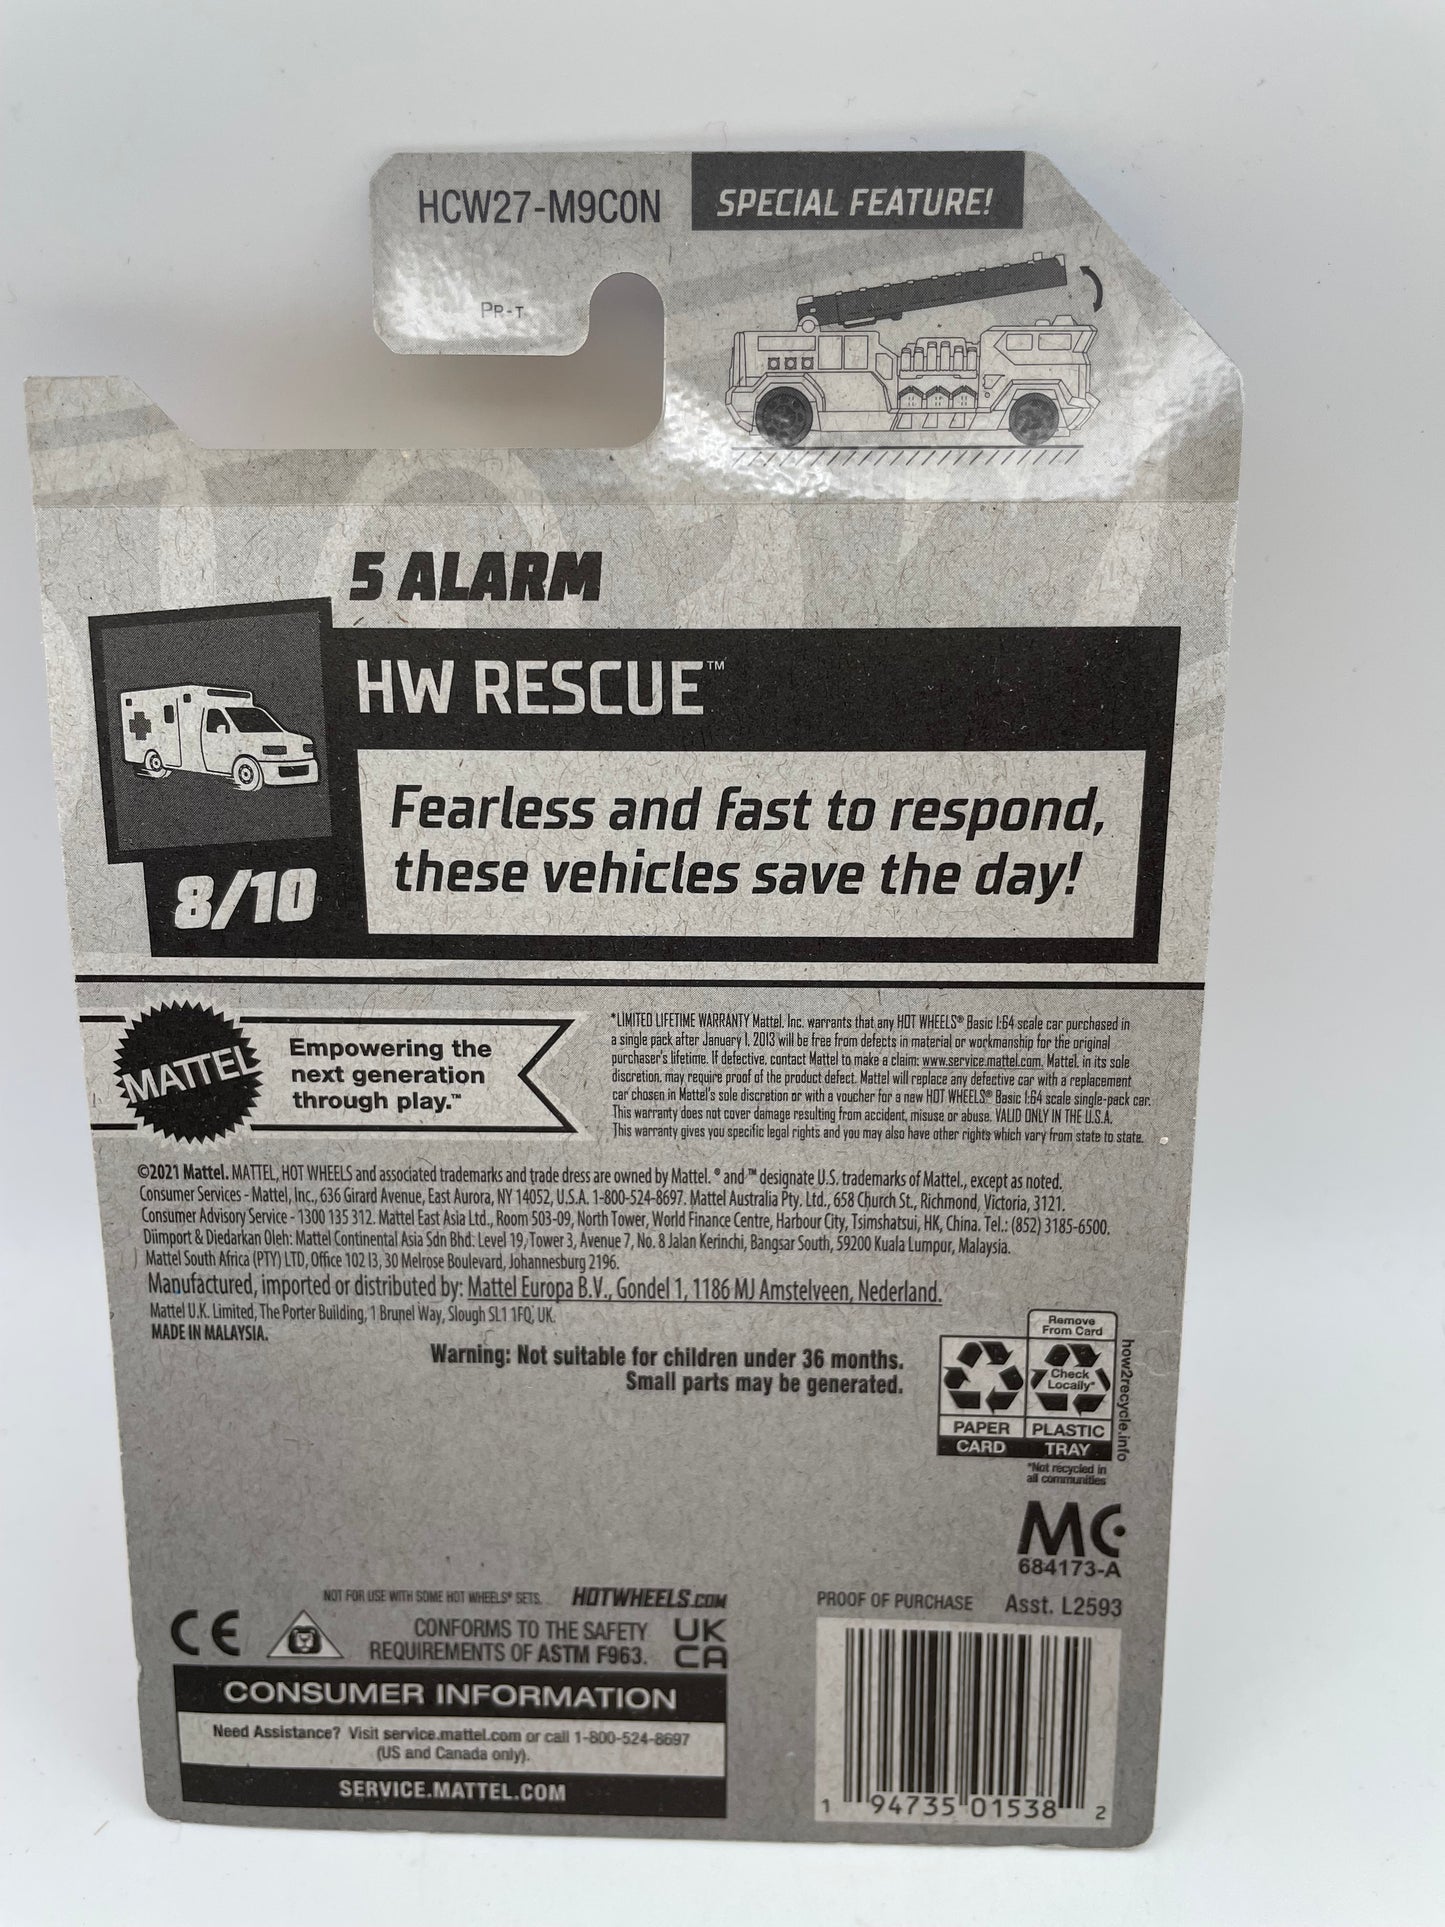 HCW27-M9C0N
SPECIAL FEATURE!
PR-T
5 ALARM
HW RESCUE™
Fearless and fast to respond,
these vehicles save the day!
8/10
MATTEL
Empowering the
next generation
through play.™
*LIMITED LIFETIME WARRANTY Mattel, Inc. warrants that any HOT WHEELS® Basic 1:64 scale car purchased in
a single pack after January 1, 2013 will be free from defects in material or workmanship for the original
purchaser's lifetime. If defective, contact Mattel to make a claim: www.service.mattel.com. Mattel, in its sole
discretion, may require proof of the product defect. Mattel will replace any defective car with a replacement
car chosen in Mattel's sole discretion or with a voucher for a new HOT WHEELS® Basic 1:64 scale single-pack car.
This warranty does not cover damage resulting from accident, misuse or abuse. VALID ONLY IN THE U.S.A.
This warranty gives you specific legal rights and you may also have other rights which vary from state to state.
©2021 Mattel. MATTEL, HOT WHEELS and associated trademarks and trade dress are owned by Mattel. ® and ™ designate U.S. trademarks of Mattel, except as noted.
Consumer Services - Mattel, Inc., 636 Girard Avenue, East Aurora, NY 14052, U.S.A. 1-800-524-8697. Mattel Australia Pty. Ltd., 658 Church St., Richmond, Victoria, 3121.
Consumer Advisory Service - 1300 135 312. Mattel East Asia Ltd., Room 503-09, North Tower, World Finance Centre, Harbour City, Tsimshatsui, HK, China. Tel.: (852) 3185-6500.
Diimport & Diedarkan Oleh: Mattel Continental Asia Sdn Bhd. Level 19, Tower 3, Avenue 7, No. 8 Jalan Kerinchi, Bangsar South, 59200 Kuala Lumpur, Malaysia.
Mattel South Africa (PTY) LTD, Office 102 I3, 30 Melrose Boulevard, Johannesburg 2196.
Manufactured, imported or distributed by: Mattel Europa B.V., Gondel 1, 1186 MJ Amstelveen, Nederland.
Mattel U.K. Limited, The Porter Building, 1 Brunel Way, Slough SL1 1FQ, UK.
MADE IN MALAYSIA.
Warning: Not suitable for children under 36 months.
Small parts may be generated.
Remove
From Card
Check
Locally*
PAPER
PLASTIC
CARD
TRAY
*Not recycled in
all communities
how2recycle.info
MC
684173-A
NOT FOR USE WITH SOME HOT WHEELS® SETS.
HOTWHEELS.COM
CE
CONFORMS TO THE SAFETY
REQUIREMENTS OF ASTM F963.
UK
CA
PROOF OF PURCHASE
Asst. L2593
CONSUMER INFORMATION
Need Assistance? Visit service.mattel.com or call 1-800-524-8697
(US and Canada only).
SERVICE.MATTEL.COM
1 94735 01538 2